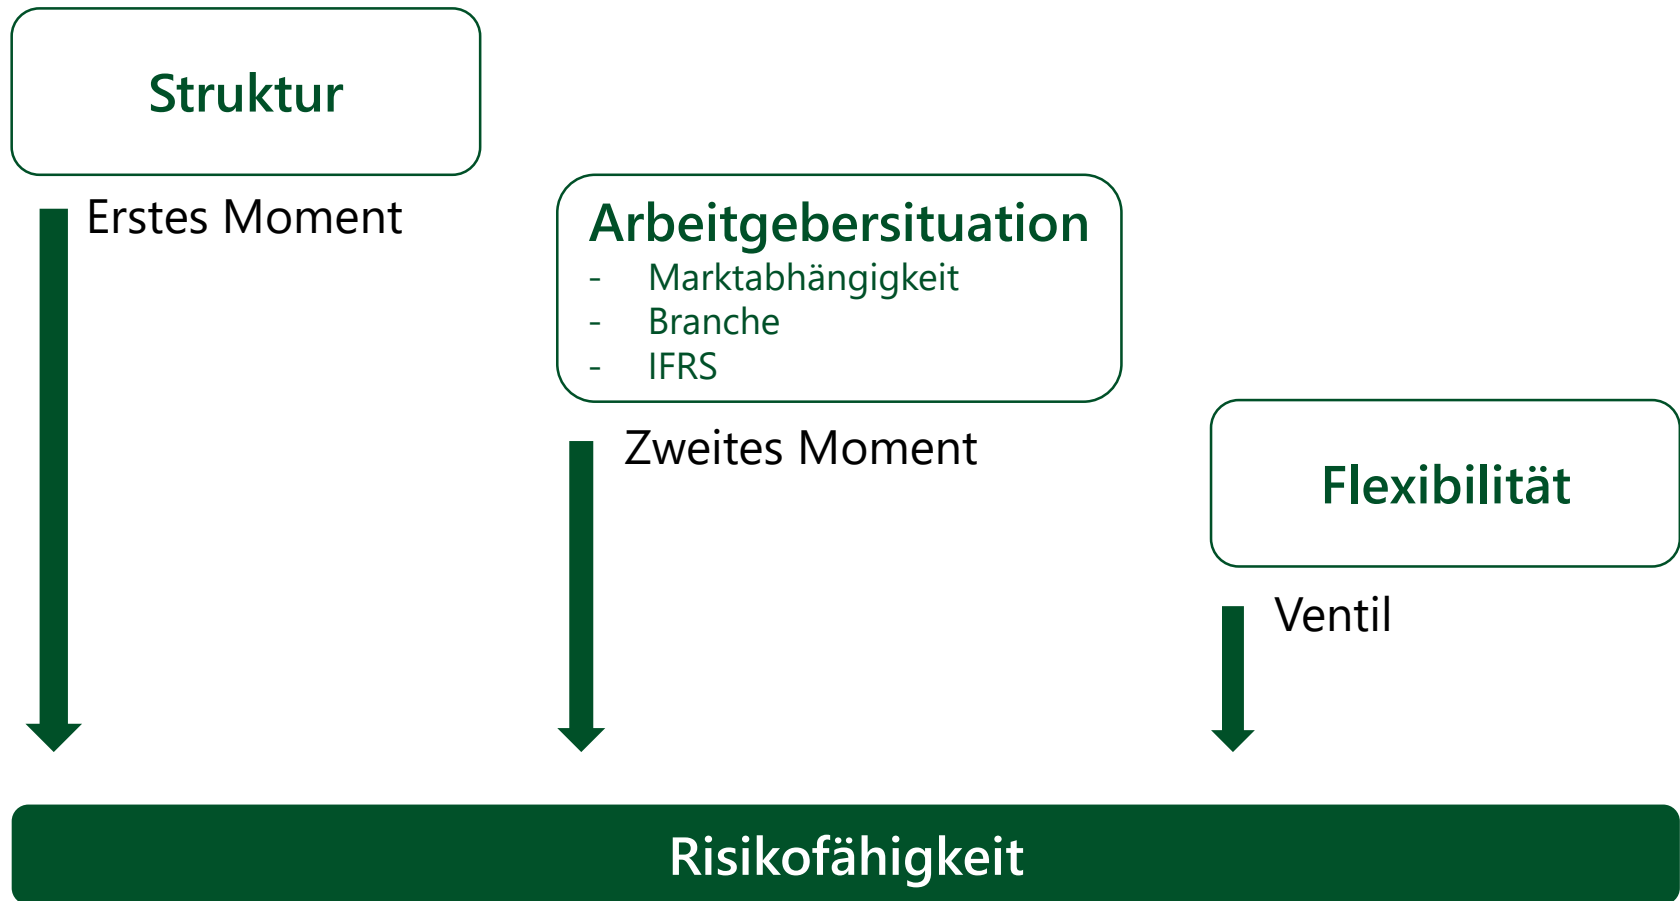 Struktur
Erstes Moment
Arbeitgebersituation
- Marktabhängigkeit
- Branche
- IFRS
Zweites Moment
Flexibilität
Ventil
Risikofähigkeit